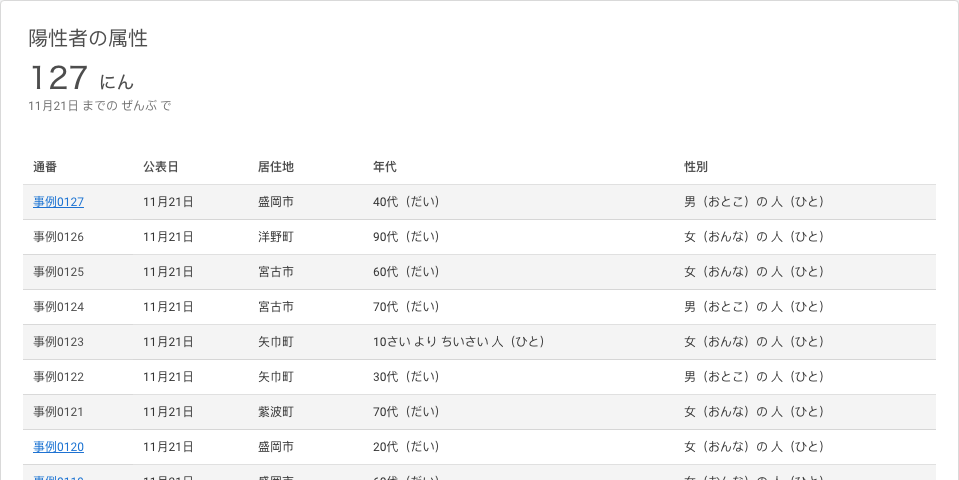 陽性者の属性
127 にん
11月21日 までの ぜんぶ で
通番 公表日 居住地 年代 性別
事例0127 11月21日 盛岡市 40代（だい） 男（おとこ）の 人（ひと）
事例0126 11月21日 洋野町 90代（だい） 女（おんな）の 人（ひと）
事例0125 11月21日 宮古市 60代（だい） 女（おんな）の 人（ひと）
事例0124 11月21日 宮古市 70代（だい） 男（おとこ）の 人（ひと）
事例0123 11月21日 矢巾町 10さい より ちいさい 人（ひと） 女（おんな）の 人（ひと）
事例0122 11月21日 矢巾町 30代（だい） 男（おとこ）の 人（ひと）
事例0121 11月21日 紫波町 70代（だい） 女（おんな）の 人（ひと）
事例0120 11月21日 盛岡市 20代（だい） 女（おんな）の 人（ひと）